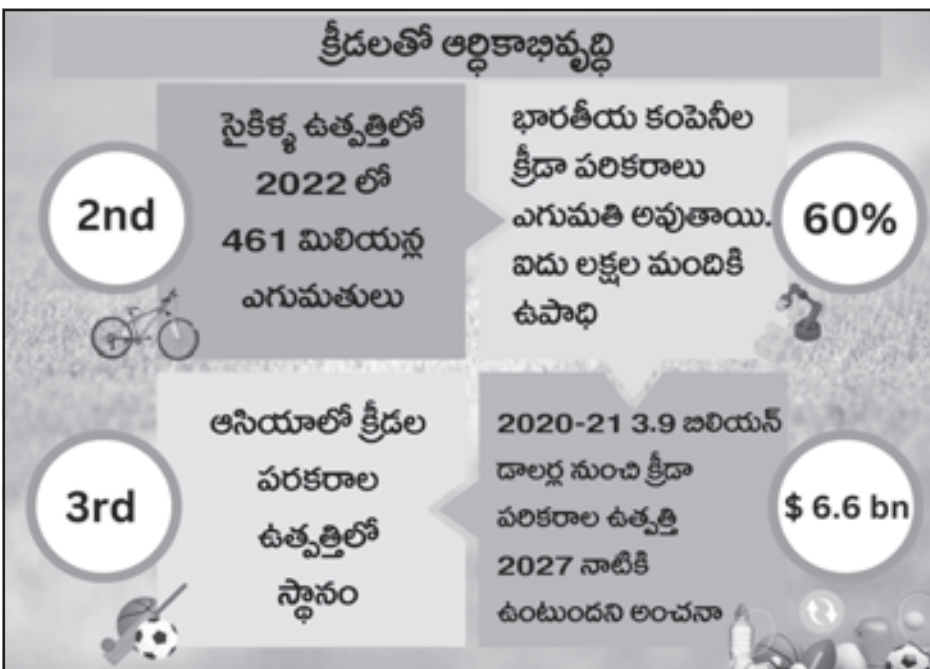 క్రీడలతో ఆర్ధికాభివృద్ధి
2nd
సైకిళ్ళ ఉత్పత్తిలో
2022 లో
461 మిలియన్ల
ఎగుమతులు
భారతీయ కంపెనీల
క్రీడా పరికరాలు
ఎగుమతి అవుతాయి.
ఐదు లక్షల మందికి
ఉపాధి
60%
3rd
ఆసియాలో క్రీడల
పరకరాల
ఉత్పత్తిలో
స్థానం
2020-21 3.9 బిలియన్
డాలర్ల నుంచి క్రీడా
పరికరాల ఉత్పత్తి
2027 నాటికి
ఉంటుందని అంచనా
$ 6.6 bn